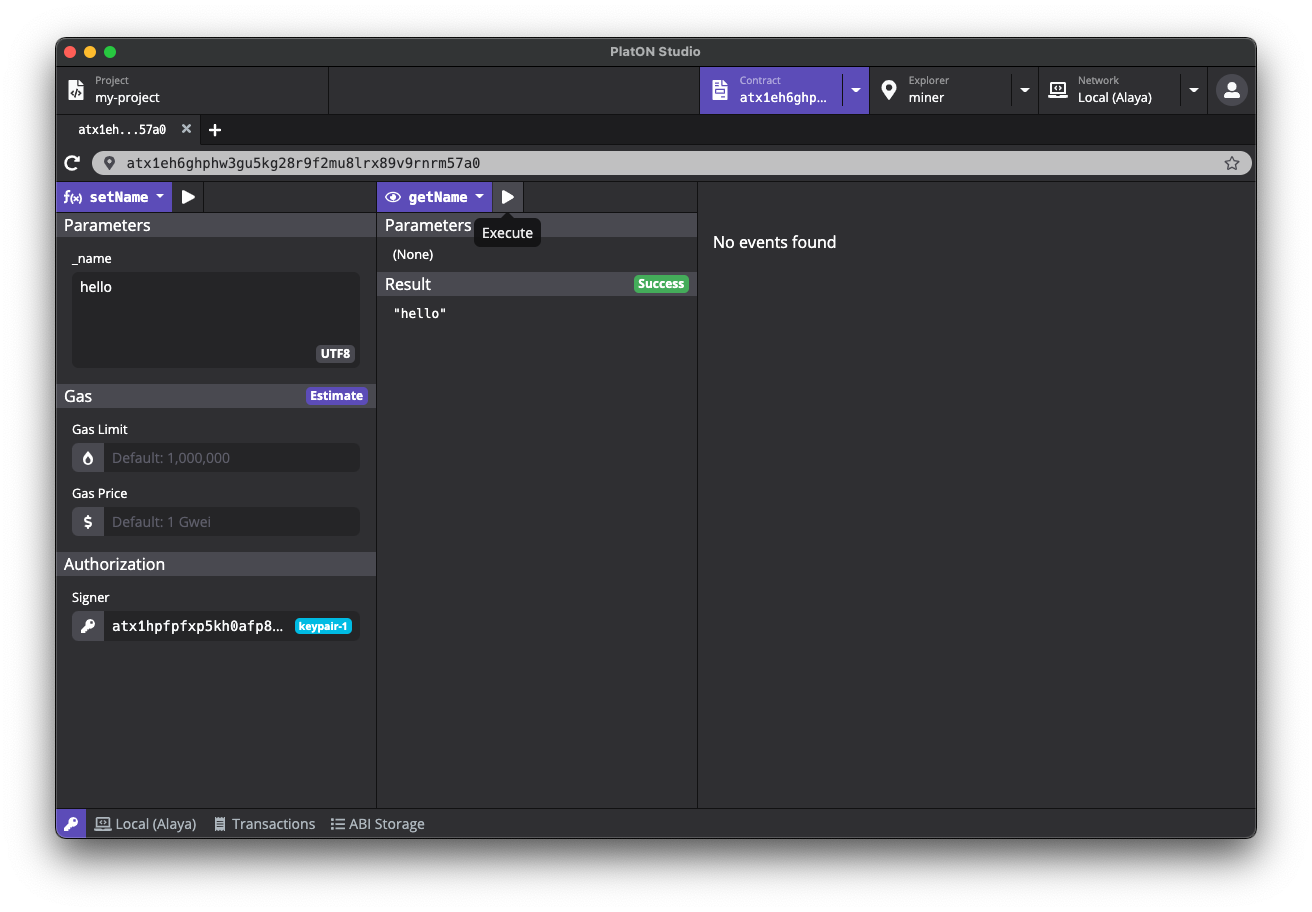 PlatON Studio
Project
my-project
Contract
atx1eh6ghp...
Explorer
miner
Network
Local (Alaya)
atx1eh...57a0
atx1eh6ghphw3gu5kg28r9f2mu8lrx89v9rnrm57a0
f(x) setName
getName
Execute
Parameters
_name
hello
UTF8
Gas
Estimate
Gas Limit
Default: 1,000,000
Gas Price
Default: 1 Gwei
Authorization
Signer
atx1hpfpfxp5kh0afp8...
keypair-1
Parameters
(None)
Result
Success
"hello"
No events found
Local (Alaya)
Transactions
ABI Storage